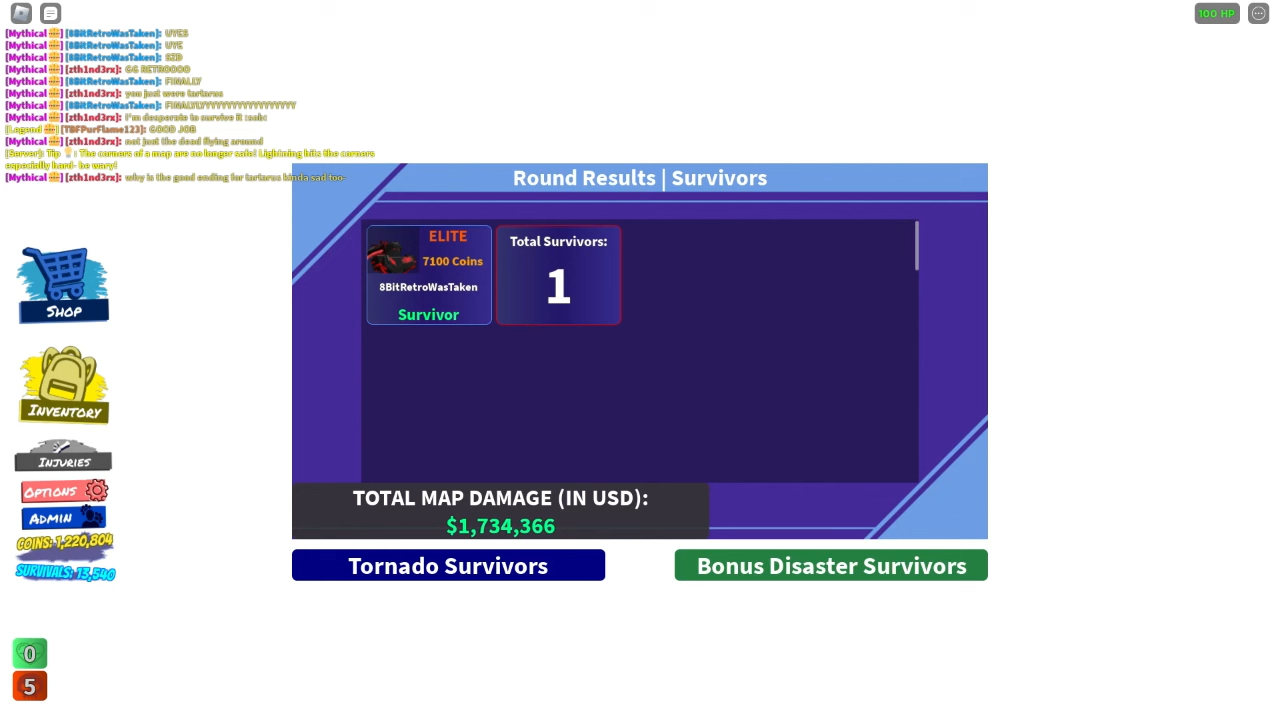 100 HP
[Mythical] [8BitRetroWasTaken]: UYES
[Mythical] [8BitRetroWasTaken]: UYE
[Mythical] [8BitRetroWasTaken]:
[Mythical] [zth1nd3rx]: GG RETROOOO
[Mythical] [8BitRetroWasTaken]: FINALLY
[Mythical] [zth1nd3rx]: you just were tartarus
[Mythical] [8BitRetroWasTaken]:
[Mythical] [zth1nd3rx]: I'm desperate to survive it :sob:
[Legend] [TBFPurFlame123]: GOOD JOB
[Mythical] [zth1nd3rx]: not just the dead flying around
[Server]: Tip 💡: The corners of a map are no longer safe! Lightning hits the corners
especially hard- be wary!
[Mythical] [zth1nd3rx]: why is the good ending for tartarus kinda sad too-
Round Results | Survivors
ELITE
7100 Coins
8BitRetroWasTaken
Survivor
Total Survivors:
1
SHOP
INVENTORY
INJURIES
OPTIONS
ADMIN
COINS: 1,220,804
SURVIVALS: 13,540
TOTAL MAP DAMAGE (IN USD):
$1,734,366
Tornado Survivors
Bonus Disaster Survivors
0
5